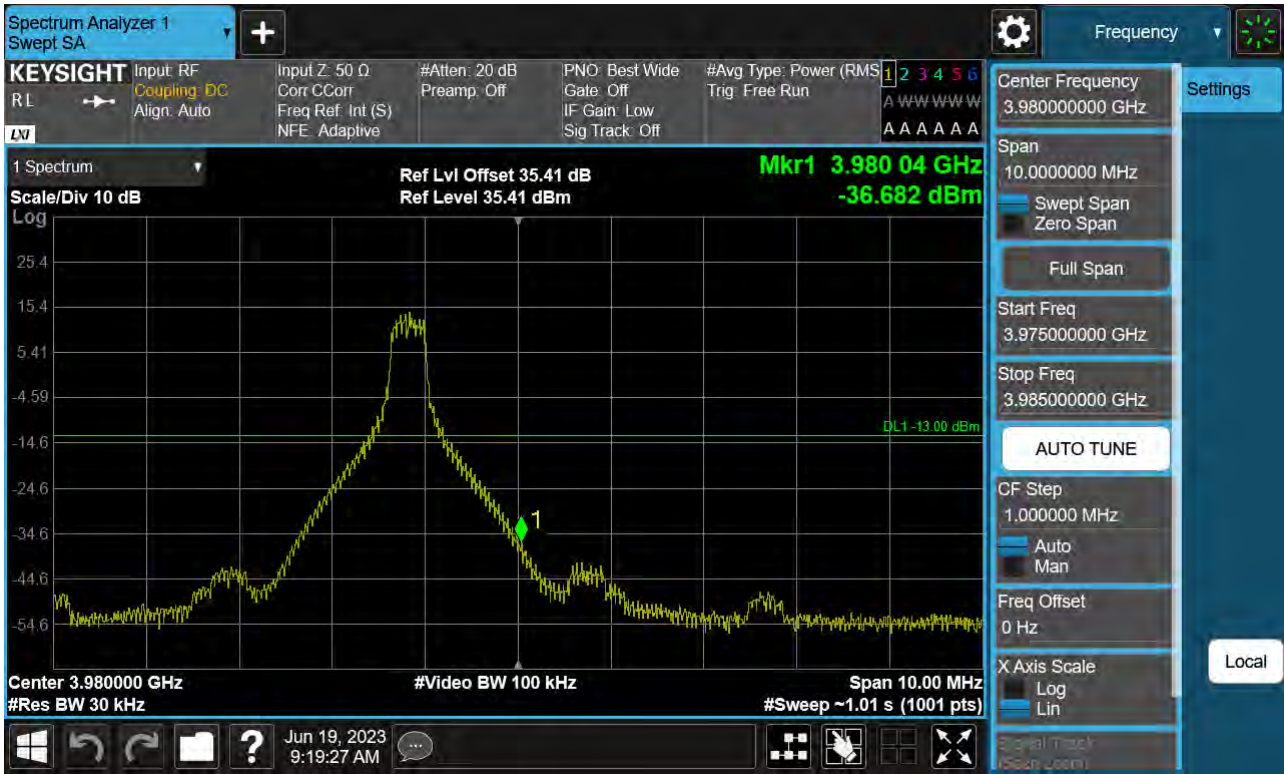 Spectrum Analyzer 1
Swept SA
+
Frequency
KEYSIGHT
RL
LXI
Input: RF
Coupling: DC
Align: Auto
Input Z: 50 Ω
Corr CCorr
Freq Ref: Int (S)
NFE: Adaptive
#Atten: 20 dB
Preamp: Off
PNO: Best Wide
Gate: Off
IF Gain: Low
Sig Track: Off
#Avg Type: Power (RMS
Trig: Free Run
1 2 3 4 5 6
A W W W W W
A A A A A A
1 Spectrum
Scale/Div 10 dB
Log
Ref Lvl Offset 35.41 dB
Ref Level 35.41 dBm
Mkr1 3.980 04 GHz
-36.682 dBm
25.4
15.4
5.41
-4.59
-14.6
-24.6
-34.6
-44.6
-54.6
DL1 -13.00 dBm
1
Center 3.980000 GHz
#Res BW 30 kHz
#Video BW 100 kHz
Span 10.00 MHz
#Sweep ~1.01 s (1001 pts)
Center Frequency
3.980000000 GHz
Settings
Span
10.0000000 MHz
Swept Span
Zero Span
Full Span
Start Freq
3.975000000 GHz
Stop Freq
3.985000000 GHz
AUTO TUNE
CF Step
1.000000 MHz
Auto
Man
Freq Offset
0 Hz
X Axis Scale
Log
Lin
Signal Track
(Span Zoom)
Local
?
Jun 19, 2023
9:19:27 AM